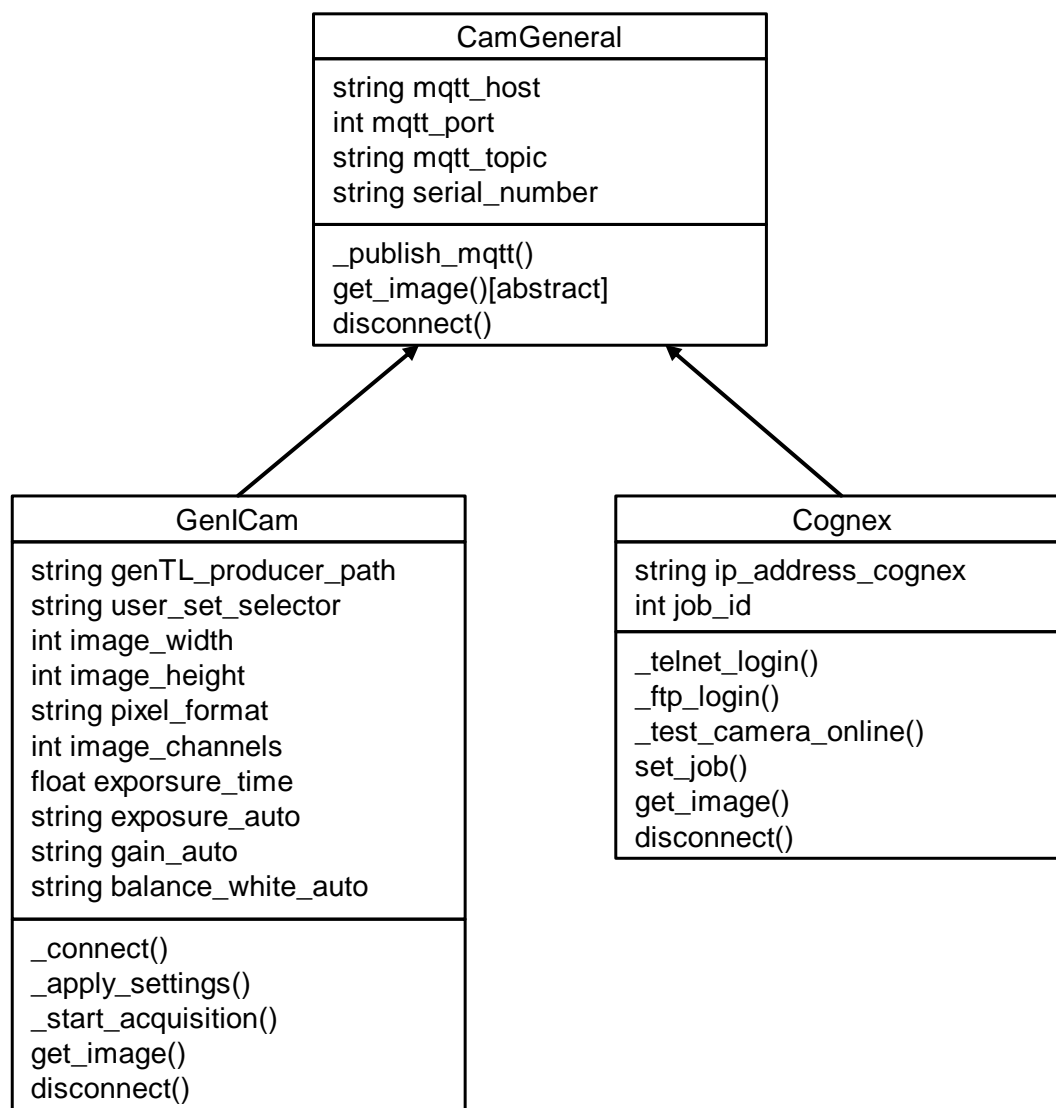 CamGeneral
string mqtt_host
int mqtt_port
string mqtt_topic
string serial_number
_publish_mqtt()
get_image()[abstract]
disconnect()
GenICam
string genTL_producer_path
string user_set_selector
int image_width
int image_height
string pixel_format
int image_channels
float exporsure_time
string exposure_auto
string gain_auto
string balance_white_auto
_connect()
_apply_settings()
_start_acquisition()
get_image()
disconnect()
Cognex
string ip_address_cognex
int job_id
_telnet_login()
_ftp_login()
_test_camera_online()
set_job()
get_image()
disconnect()